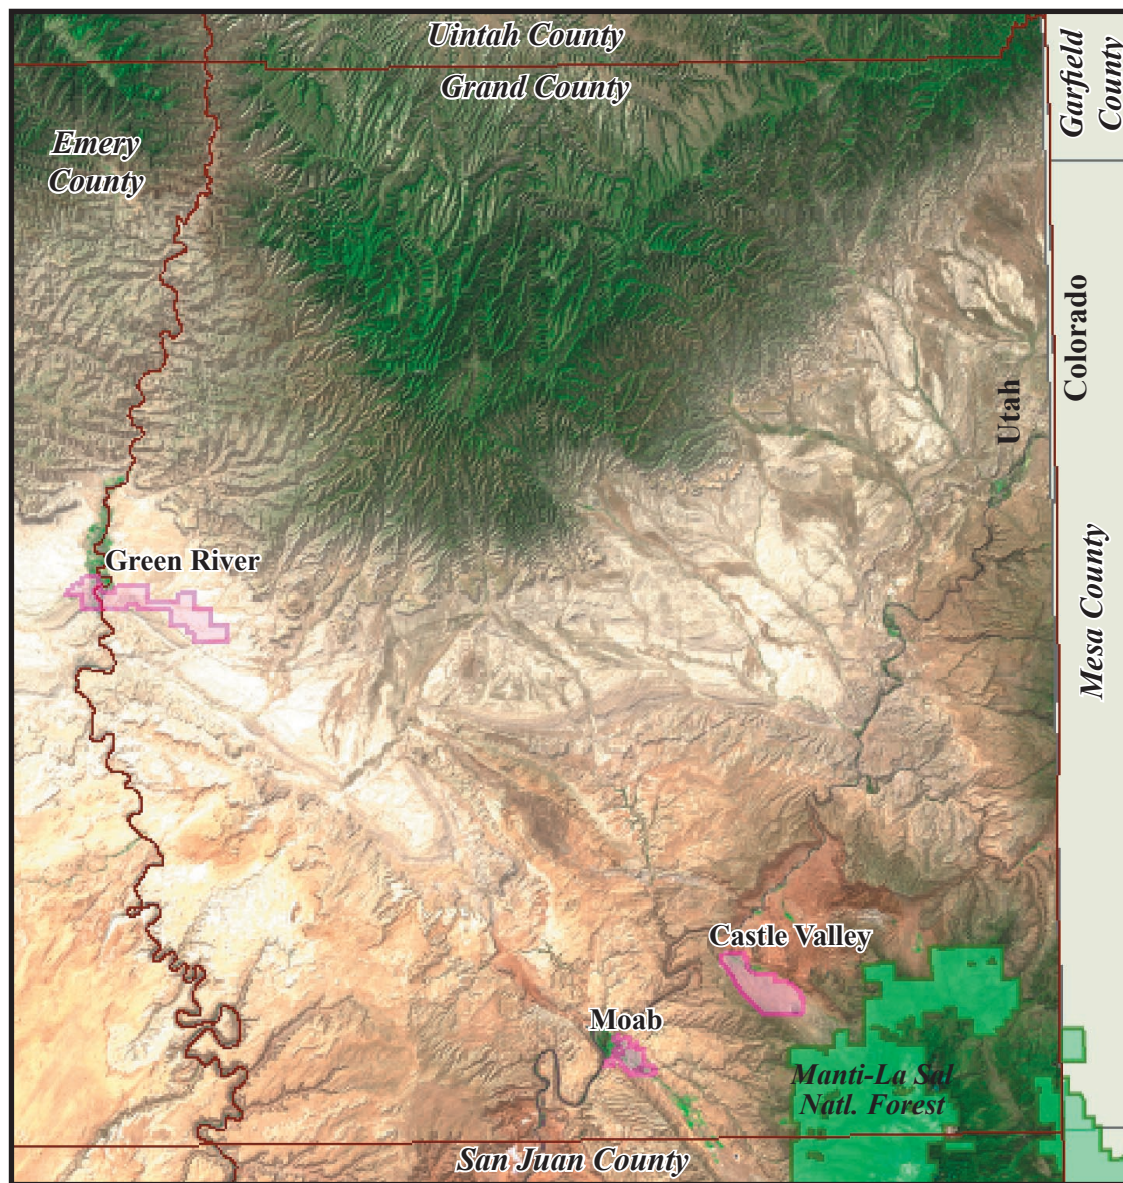 Uintah County
Grand County
Garfield
County
Emery
County
Colorado
Utah
Green River
Mesa County
Castle Valley
Moab
Manti-La Sal
Natl. Forest
San Juan County